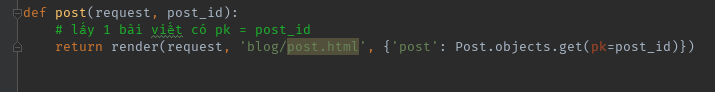 def post(request, post_id):
# lấy 1 bài viết có pk = post_id
return render(request, 'blog/post.html', {'post': Post.objects.get(pk=post_id)})